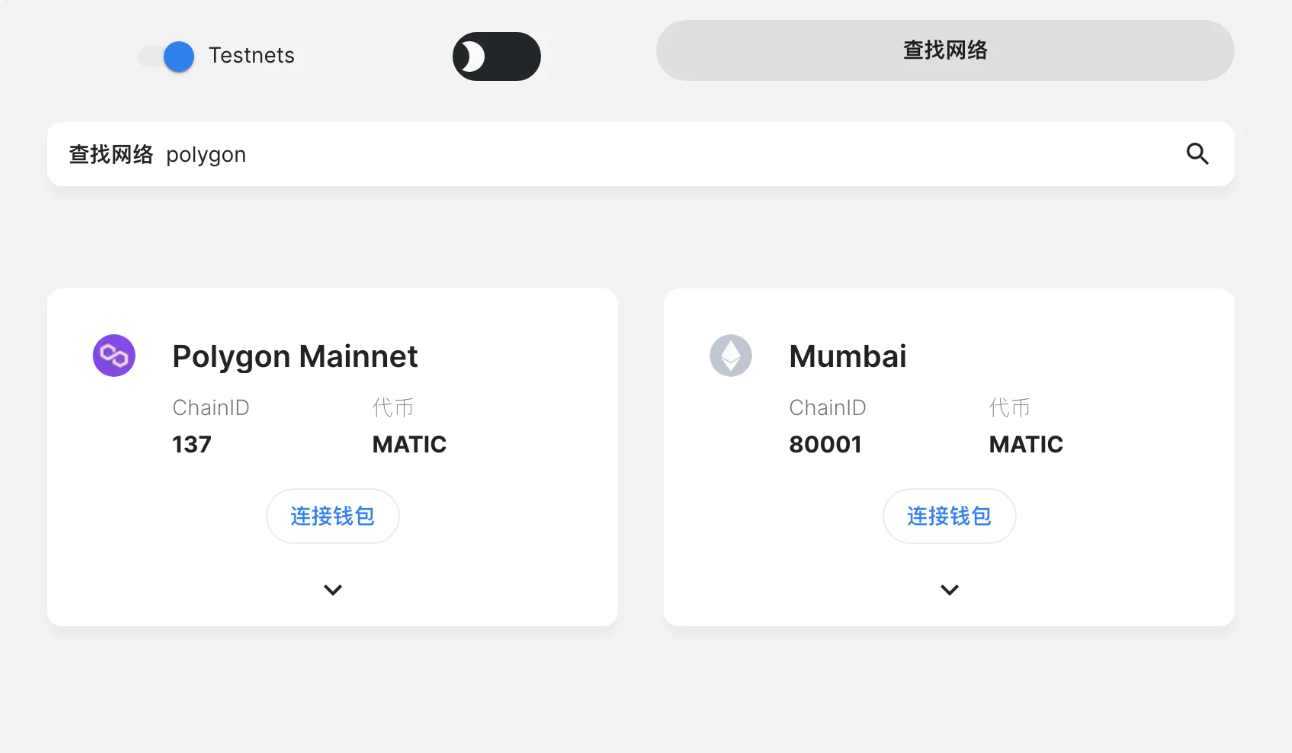 Testnets
查找网络
查找网络 polygon
Polygon Mainnet
ChainID 代币
137 MATIC
连接钱包
Mumbai
ChainID 代币
80001 MATIC
连接钱包